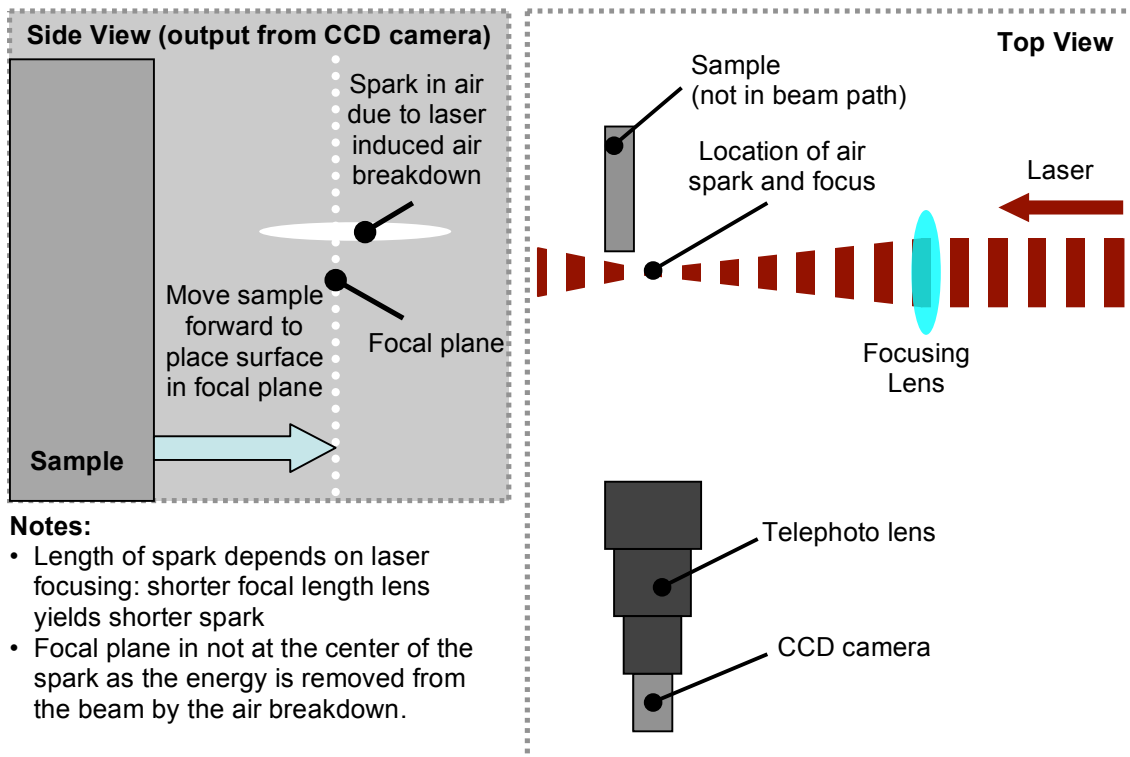 Side View (output from CCD camera)
Spark in air
due to laser
induced air
breakdown
Move sample
forward to
place surface
in focal plane
Focal plane
Sample
Notes:
• Length of spark depends on laser
focusing: shorter focal length lens
yields shorter spark
• Focal plane in not at the center of the
spark as the energy is removed from
the beam by the air breakdown.
Top View
Sample
(not in beam path)
Location of air
spark and focus
Laser
Focusing
Lens
Telephoto lens
CCD camera